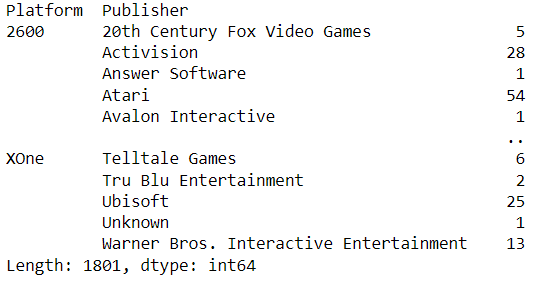 Platform  Publisher
2600      20th Century Fox Video Games               5
          Activision                                28
          Answer Software                            1
          Atari                                     54
          Avalon Interactive                         1
                                                    ..
XOne      Telltale Games                             6
          Tru Blu Entertainment                      2
          Ubisoft                                   25
          Unknown                                    1
          Warner Bros. Interactive Entertainment    13
Length: 1801, dtype: int64